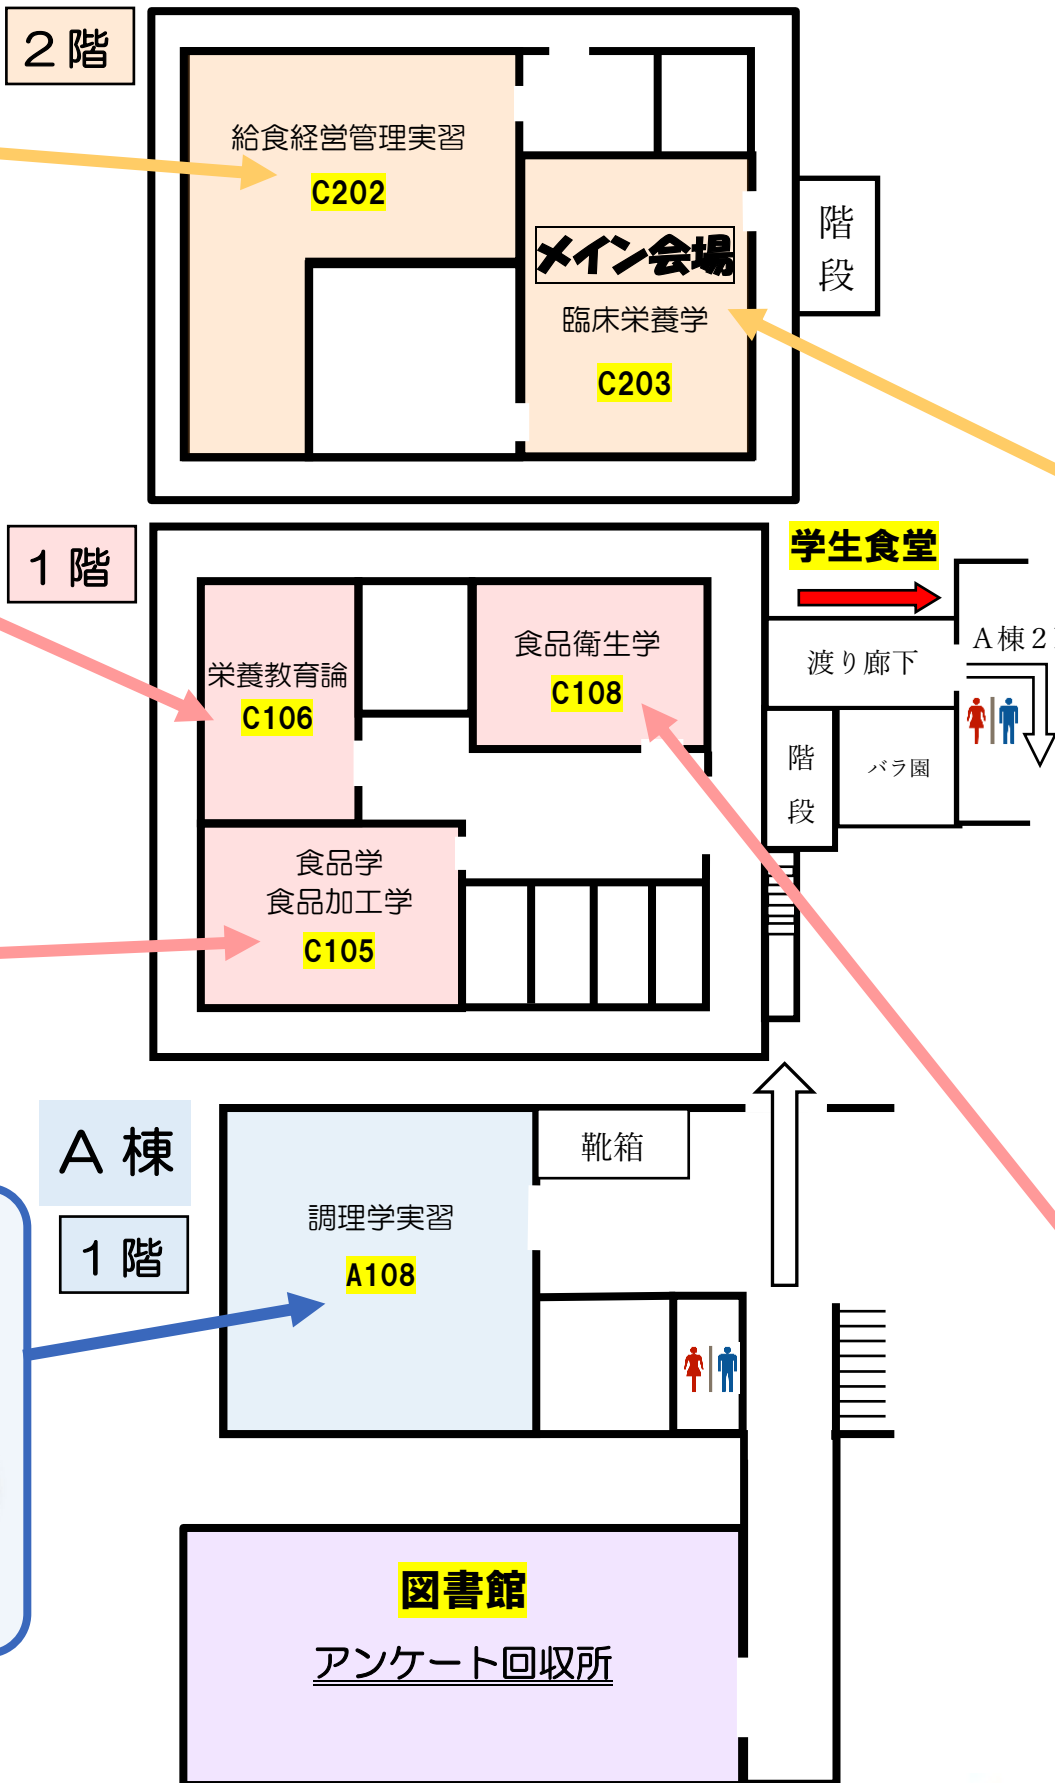 ２階
給食経営管理実習
C202
メイン会場
臨床栄養学
C203
階
段
１階
学生食堂
栄養教育論
C106
食品衛生学
C108
渡り廊下
A棟2
階
段
バラ園
食品学
食品加工学
C105
A 棟
１階
靴箱
調理学実習
A108
図書館
アンケート回収所